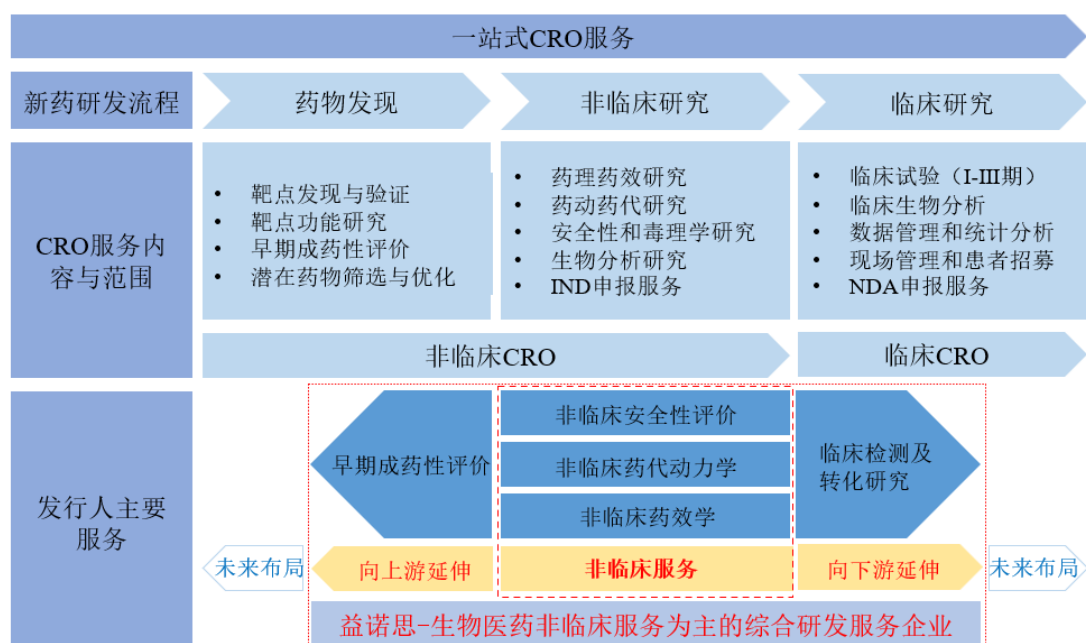 一站式CRO服务
新药研发流程
药物发现
非临床研究
临床研究
CRO服务内
容与范围
• 靶点发现与验证
• 靶点功能研究
• 早期成药性评价
• 潜在药物筛选与优化
• 药理药效研究
• 药动药代研究
• 安全性和毒理学研究
• 生物分析研究
• IND申报服务
• 临床试验（I-III期）
• 临床生物分析
• 数据管理和统计分析
• 现场管理和患者招募
• NDA申报服务
非临床CRO
临床CRO
发行人主要
服务
早期成药性评价
非临床安全性评价
非临床药代动力学
非临床药效学
临床检测及
转化研究
未来布局
向上游延伸
非临床服务
向下游延伸
未来布局
益诺思-生物医药非临床服务为主的综合研发服务企业